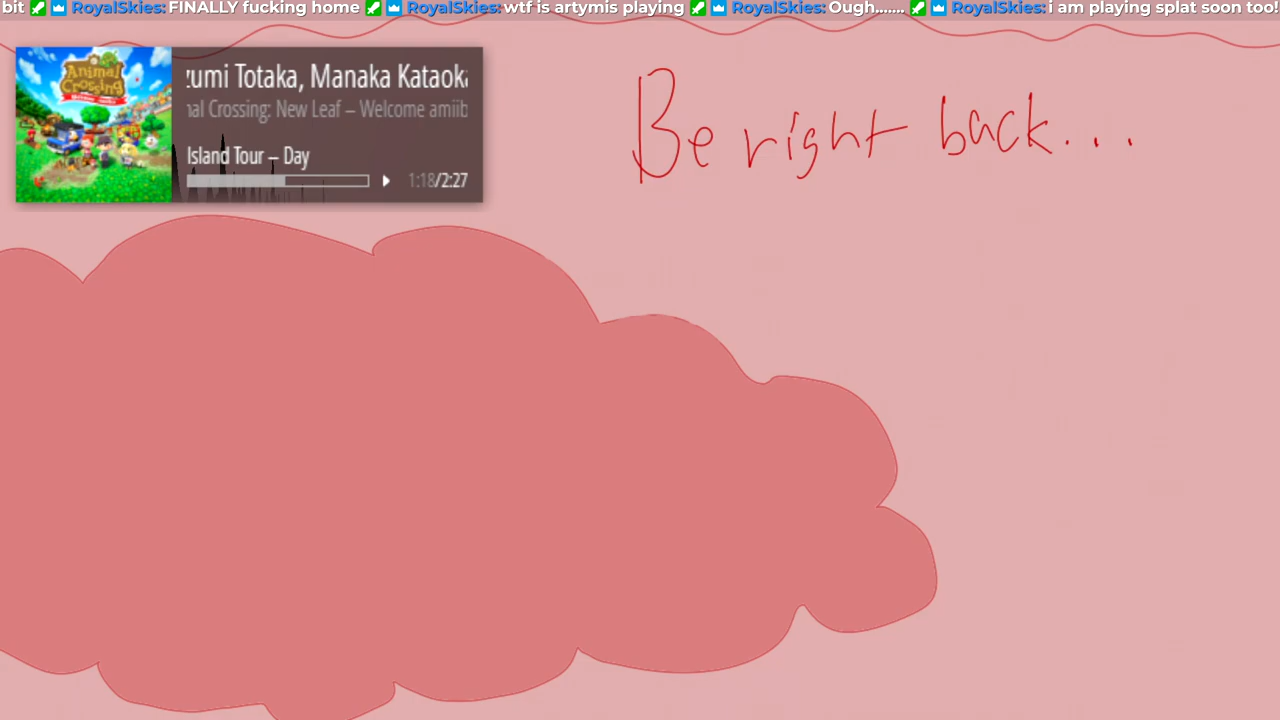 bit RoyalSkies: FINALLY fucking home RoyalSkies: wtf is artymis playing RoyalSkies: Ough....... RoyalSkies: i am playing splat soon too!
Animal
Crossing
zumi Totaka, Manaka Kataoka
nal Crossing: New Leaf – Welcome amiib
Island Tour – Day
1:18/2:27
Be right back...